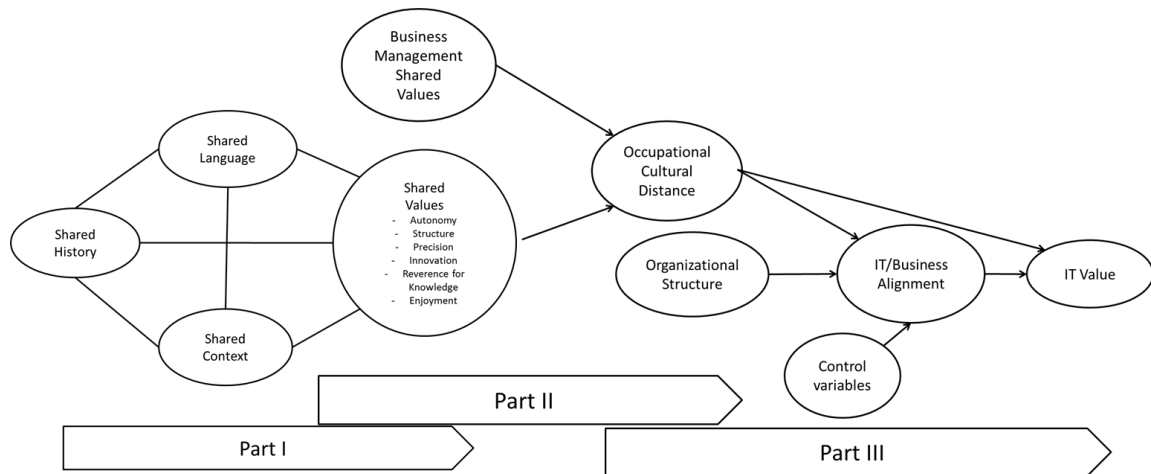 Business
Management
Shared
Values
Shared
Language
Occupational
Cultural
Distance
Shared
Values
- Autonomy
- Structure
- Precision
- Innovation
- Reverence for
Knowledge
- Enjoyment
Shared
History
Organizational
Structure
IT/Business
Alignment
IT Value
Shared
Context
Control
variables
Part II
Part I
Part III